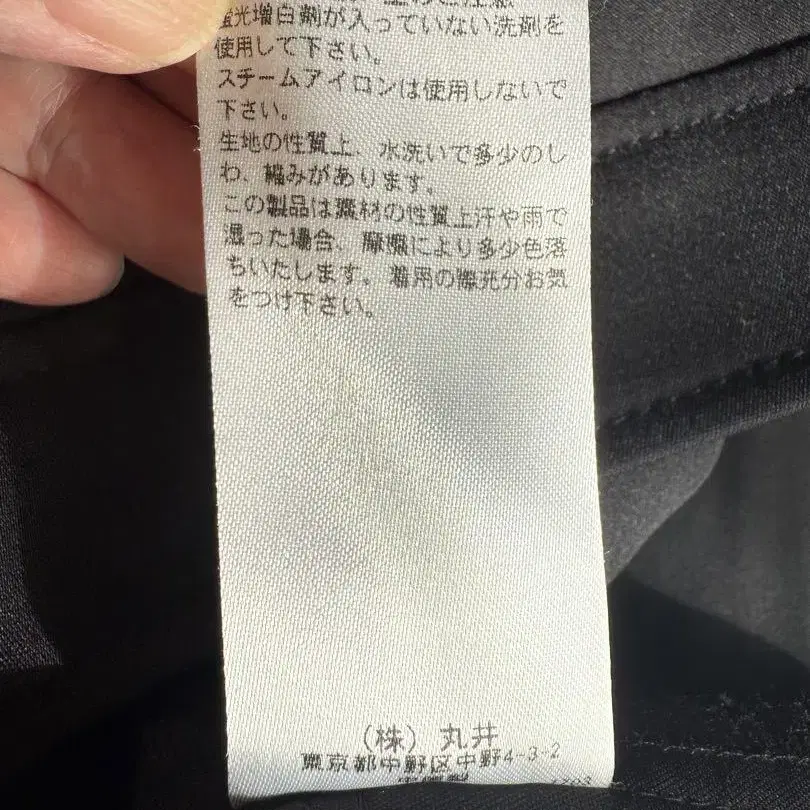 蛍光増白剤が入っていない洗剤を
使用して下さい。
スチームアイロンは使用しないで
下さい。
生地の性質上、水洗いで多少のし
わ、縮みがあります。
この製品は素材の性質上汗や雨で
湿った場合、摩擦により多少色落
ちいたします。着用の際充分お気
をつけ下さい。
(株) 丸井
東京都中野区中野4-3-2